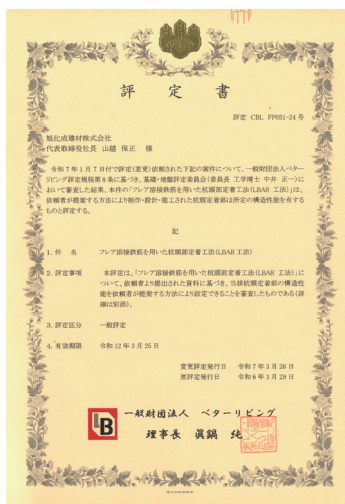 評定書
評定 CBL FP051-24号
旭化成建材株式会社
代表取締役社長 山越 保正 様
令和7年1月7日付で評定(変更)依頼された下記の案件について、一般財団法人ベター
リビング評定規程第8条に基づき、基礎・地盤評定委員会(委員長 工学博士 中井 正一)に
おいて審査した結果、本件の「フレア溶接鉄筋を用いた杭頭固定着工法(LBAR 工法)」は、
依頼者が提案する方法により制作・設計・施工された杭頭定着部は所定の構造性能を有する
ものと評定する。
記
1. 件 名 フレア溶接鉄筋を用いた杭頭固定着工法(LBAR 工法)
2. 評定事項 本評定は、「フレア溶接鉄筋を用いた杭頭固定着工法(LBAR 工法)」に
ついて、依頼者より提出された資料に基づき、当該杭頭定着部の構造性
能を依頼者が提案する方法により設定できることを審査したものである(詳
細は別添)。
3. 評定区分 一般評定
4. 有効期限 令和12年3月25日
変更評定発行日 令和7年3月26日
原評定発行日 令和6年3月29日
LB
一般財団法人 ベターリビング
理事長 眞鍋 純